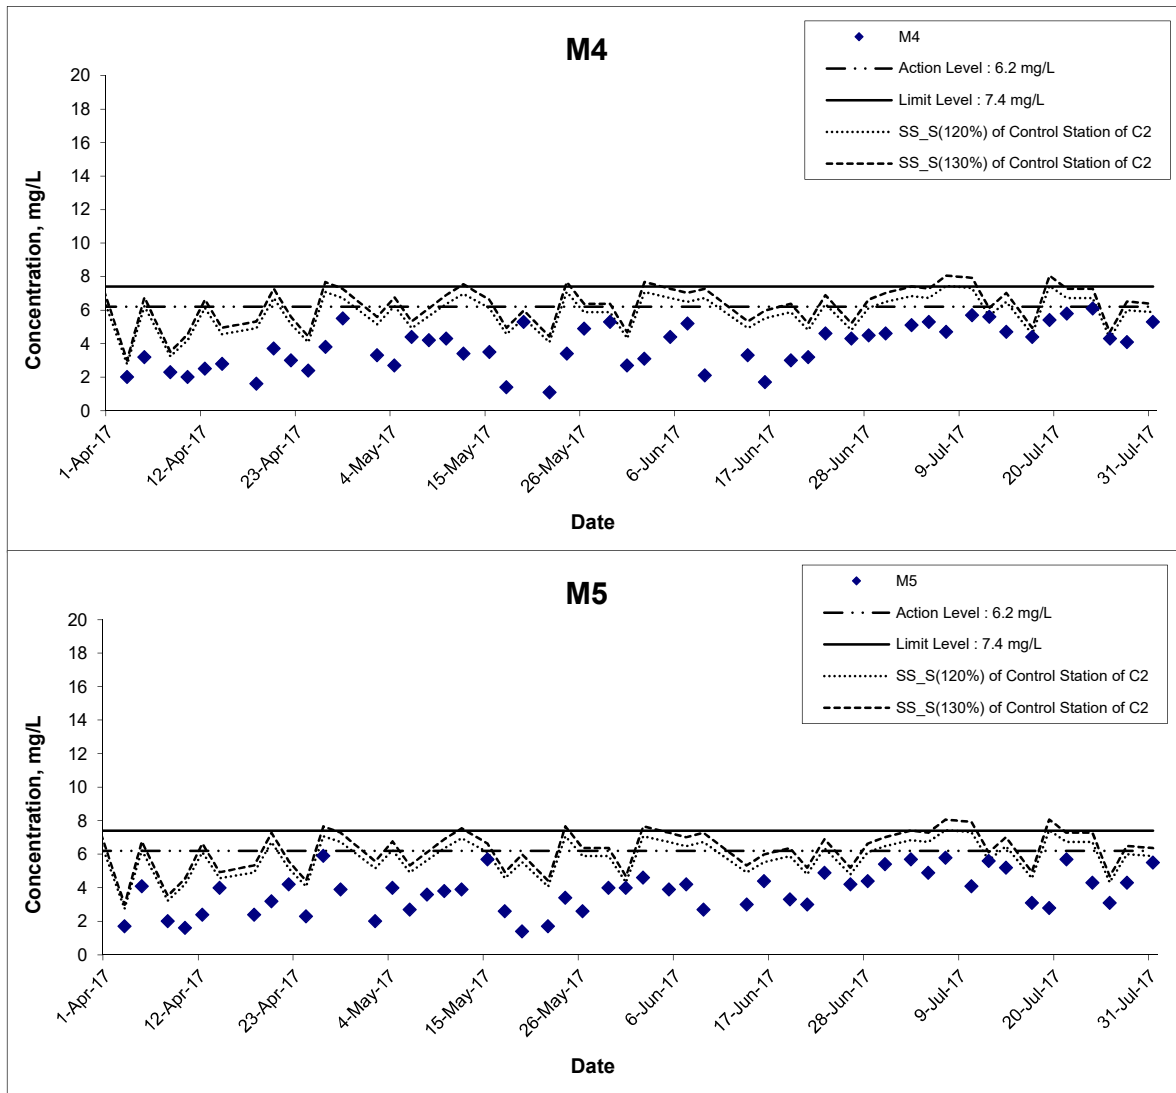 M4
M4
Action Level : 6.2 mg/L
Limit Level : 7.4 mg/L
SS_S(120%) of Control Station of C2
SS_S(130%) of Control Station of C2
Concentration, mg/L
20
18
16
14
12
10
8
6
4
2
0
1-Apr-17
12-Apr-17
23-Apr-17
4-May-17
15-May-17
26-May-17
6-Jun-17
17-Jun-17
28-Jun-17
9-Jul-17
20-Jul-17
31-Jul-17
Date
M5
M5
Action Level : 6.2 mg/L
Limit Level : 7.4 mg/L
SS_S(120%) of Control Station of C2
SS_S(130%) of Control Station of C2
Concentration, mg/L
20
18
16
14
12
10
8
6
4
2
0
1-Apr-17
12-Apr-17
23-Apr-17
4-May-17
15-May-17
26-May-17
6-Jun-17
17-Jun-17
28-Jun-17
9-Jul-17
20-Jul-17
31-Jul-17
Date